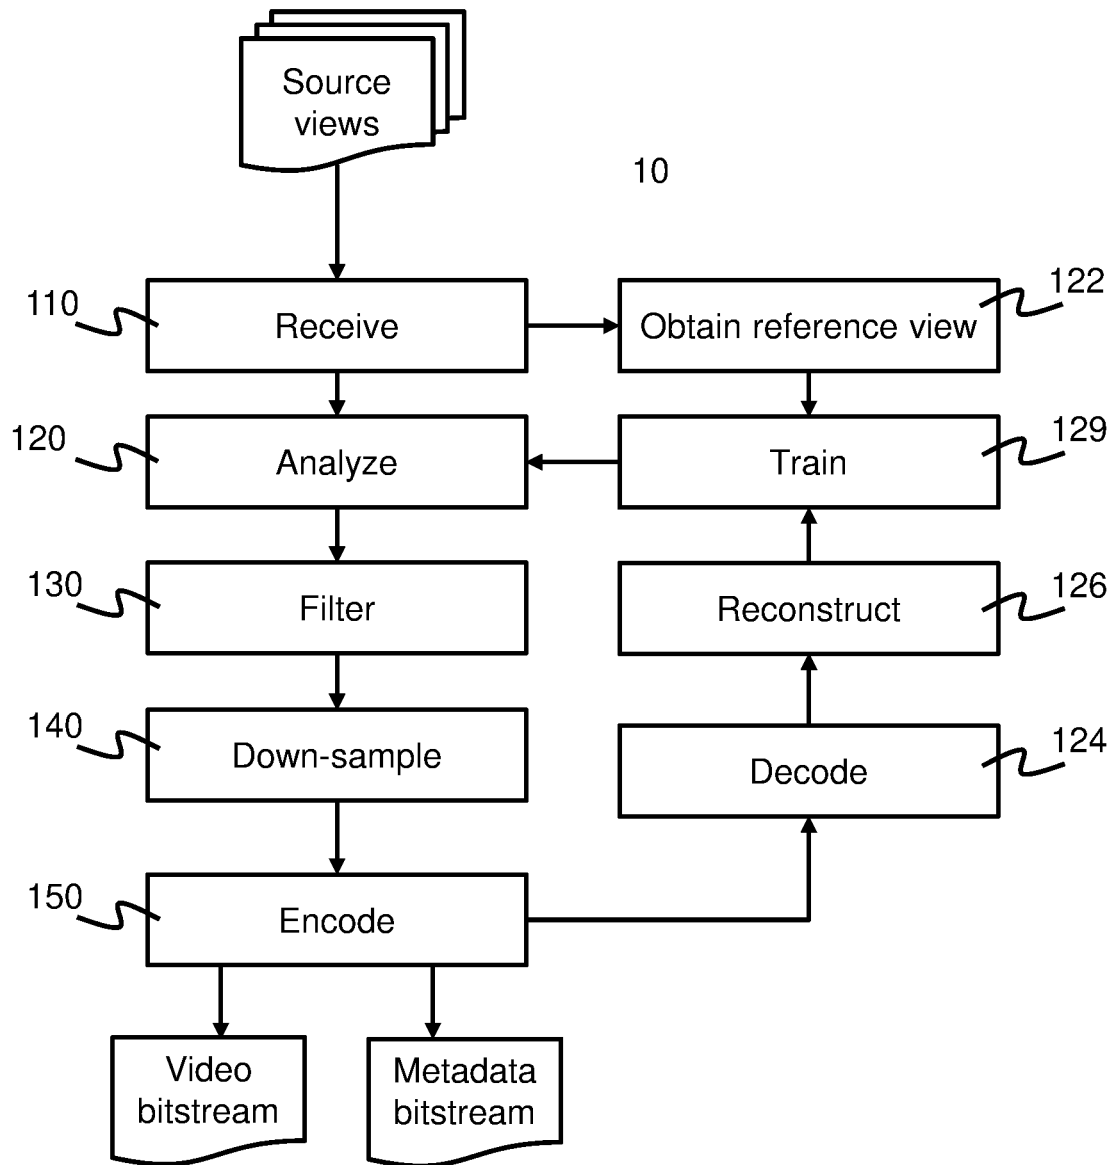 Source
views
10
110
Receive
Obtain reference view
122
120
Analyze
Train
129
130
Filter
Reconstruct
126
140
Down-sample
Decode
124
150
Encode
Video
bitstream
Metadata
bitstream